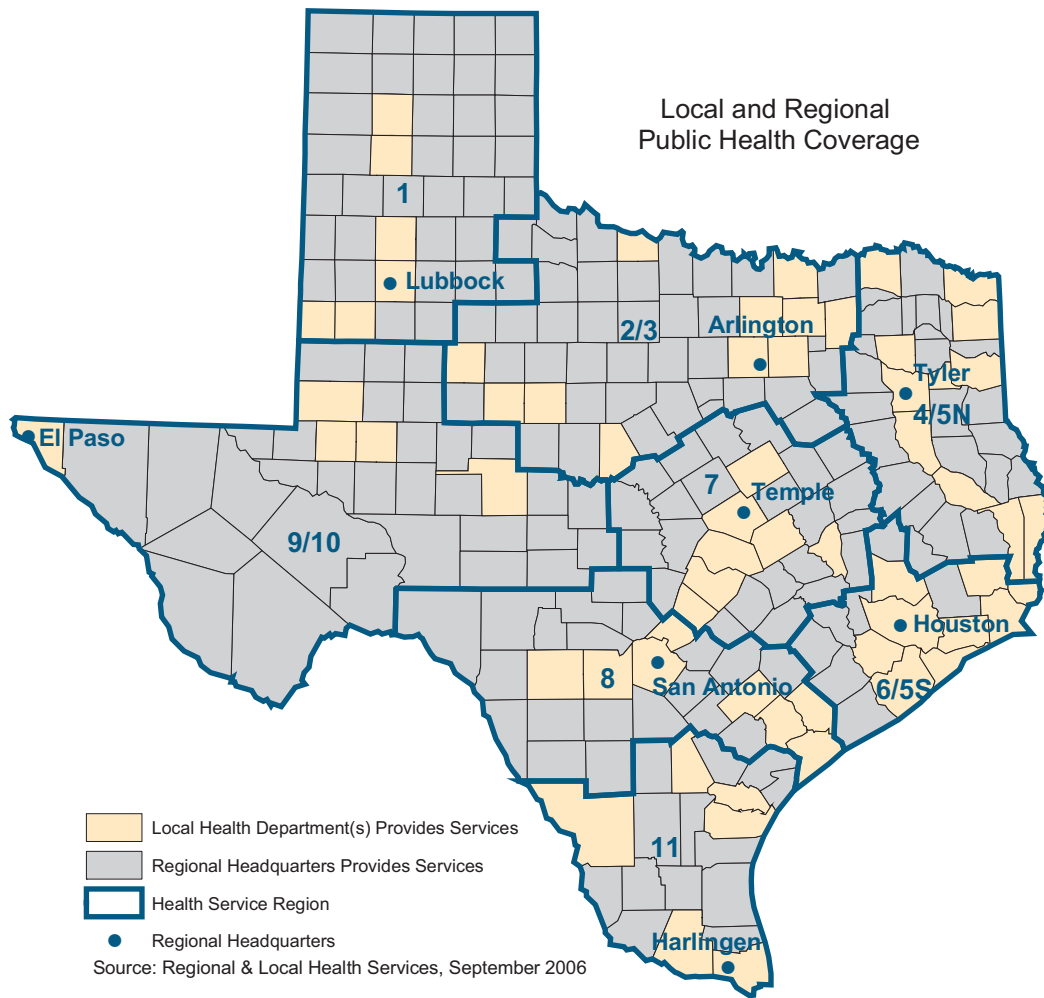 Local and Regional
Public Health Coverage
1
Lubbock
2/3
Arlington
Tyler
4/5N
El Paso
7
Temple
9/10
Houston
8
San Antonio
6/5S
11
Harlingen
Local Health Department(s) Provides Services
Regional Headquarters Provides Services
Health Service Region
Regional Headquarters
Source: Regional & Local Health Services, September 2006